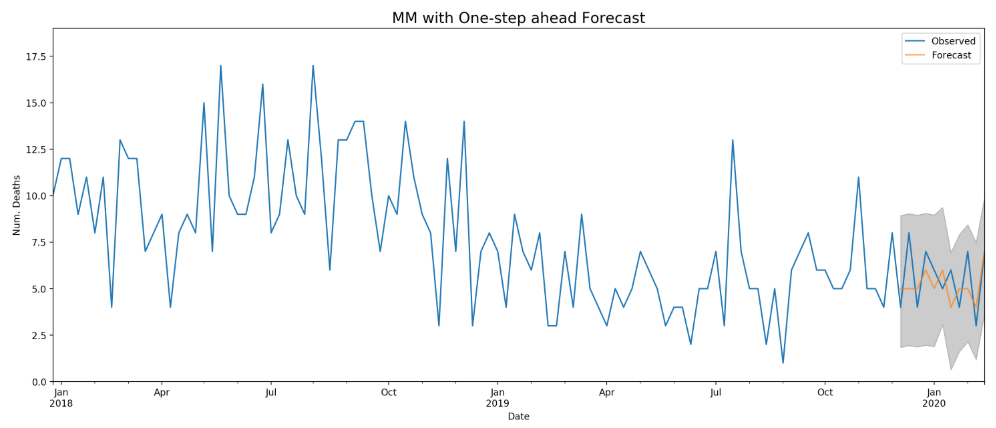 MM with One-step ahead Forecast
Observed
Forecast
Num. Deaths
17.5
15.0
12.5
10.0
7.5
5.0
2.5
0.0
Jan Apr Jul Oct Jan Apr Jul Oct Jan
2018 2019 2020
Date